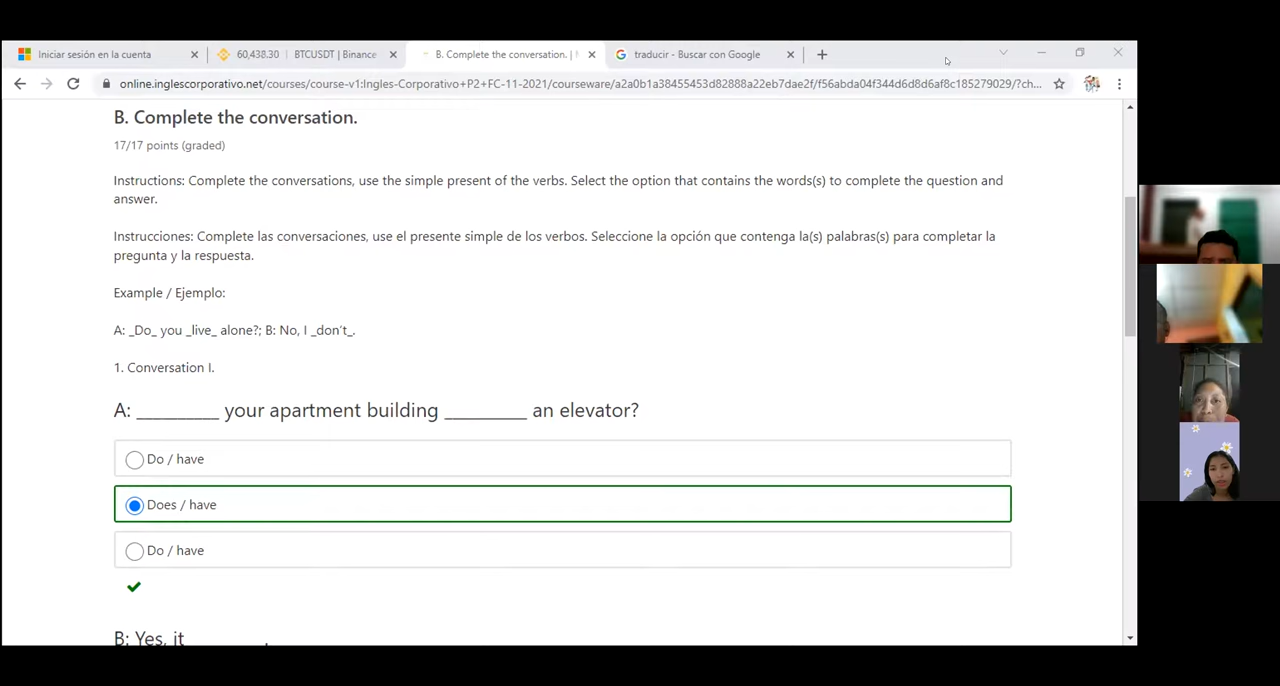 Iniciar sesión en la cuenta
60,438.30 | BTCUSDT | Binance
B. Complete the conversation. |
traducir - Buscar con Google
online.inglescorporativo.net/courses/course-v1:Ingles-Corporativo+P2+FC-11-2021/courseware/a2a0b1a38455453d82888a22eb7dae2f/f56abda04f344d6d8d6af8c185279029/?ch...
B. Complete the conversation.
17/17 points (graded)
Instructions: Complete the conversations, use the simple present of the verbs. Select the option that contains the words(s) to complete the question and
answer.
Instrucciones: Complete las conversaciones, use el presente simple de los verbos. Seleccione la opción que contenga la(s) palabras(s) para completar la
pregunta y la respuesta.
Example / Ejemplo:
A: _Do_ you _live_ alone?; B: No, I _don't_.
1. Conversation I.
A: __________ your apartment building __________ an elevator?
Do / have
Does / have
Do / have
B: Yes, it __________.